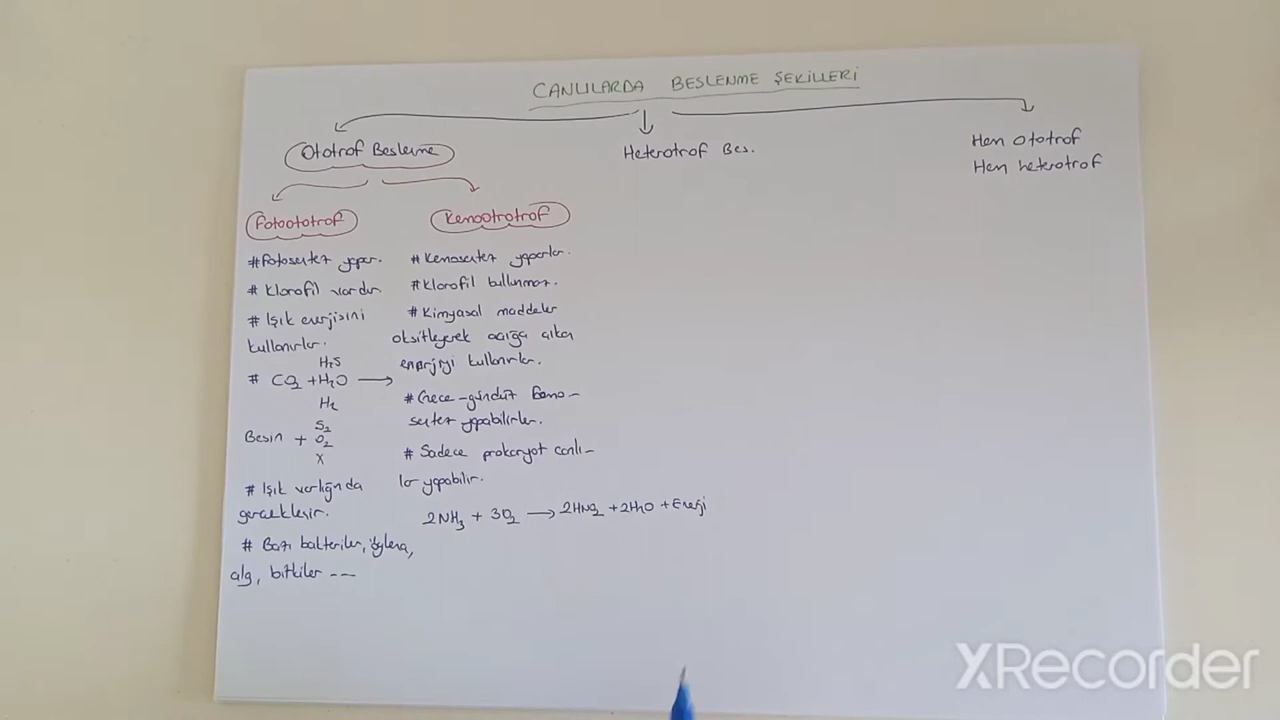 CANLILARDA BESLENME ŞEKİLLERİ
Ototrof Beslenme
Heterotrof Bes.
Hem ototrof
Hem heterotrof
Fotoototrof
#Fotosentez yapar.
# Klorofil vardır
# Işık enerjisini
kullanırlar.
H2S
# CO2 + H2O →
H2
S2
Besin + O2
X
# Işık varlığında
gerçekleşir.
# Bazı bakteriler, öglena,
alg, bitkiler ---
Kemoototrof
# Kemosentez yaparlar.
#Klorofil bulunmaz.
# Kimyasal maddeler
oksitleyerek açığa çıkan
enerjiyi kullanırlar.
#Gece-gündüz kemo-
sentez yapabilirler.
# Sadece prokaryot canlı-
lar yapabilir.
2NH3 + 3O2 → 2HNO2 + 2H2O + Enerji
XRecorder